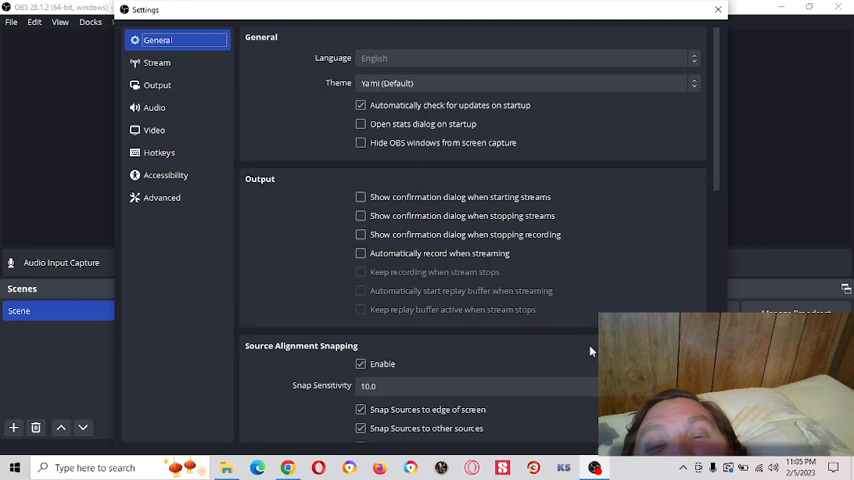 OBS 28.1.2 (64-bit, windows)
Settings
File Edit View Docks
General
Stream
Output
Audio
Video
Hotkeys
Accessibility
Advanced
General
Language English
Theme Yami (Default)
Automatically check for updates on startup
Open stats dialog on startup
Hide OBS windows from screen capture
Output
Show confirmation dialog when starting streams
Show confirmation dialog when stopping streams
Show confirmation dialog when stopping recording
Automatically record when streaming
Keep recording when stream stops
Automatically start replay buffer when streaming
Keep replay buffer active when stream stops
Source Alignment Snapping
Enable
Snap Sensitivity 10.0
Snap Sources to edge of screen
Snap Sources to other sources
Audio Input Capture
Scenes
Scene
Manage Broadcast
Type here to search
KS
11:05 PM
2/5/2023